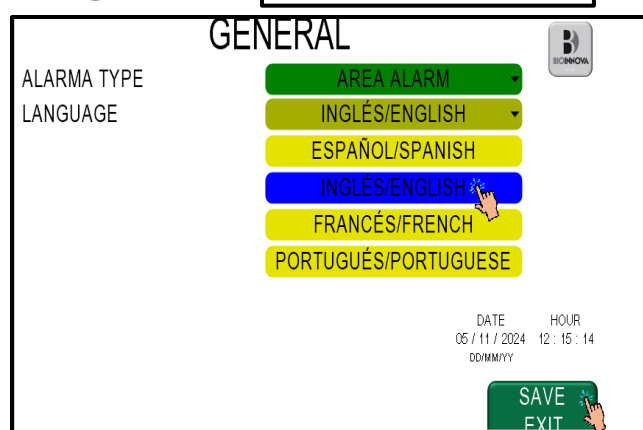 GENERAL
BIOINNOVA
ALARMA TYPE AREA ALARM
LANGUAGE INGLÉS/ENGLISH
ESPAÑOL/SPANISH
INGLÉS/ENGLISH
FRANCÉS/FRENCH
PORTUGUÉS/PORTUGUESE
DATE HOUR
05 / 11 / 2024 12 : 15 : 14
DD/MM/YY
SAVE
EXIT